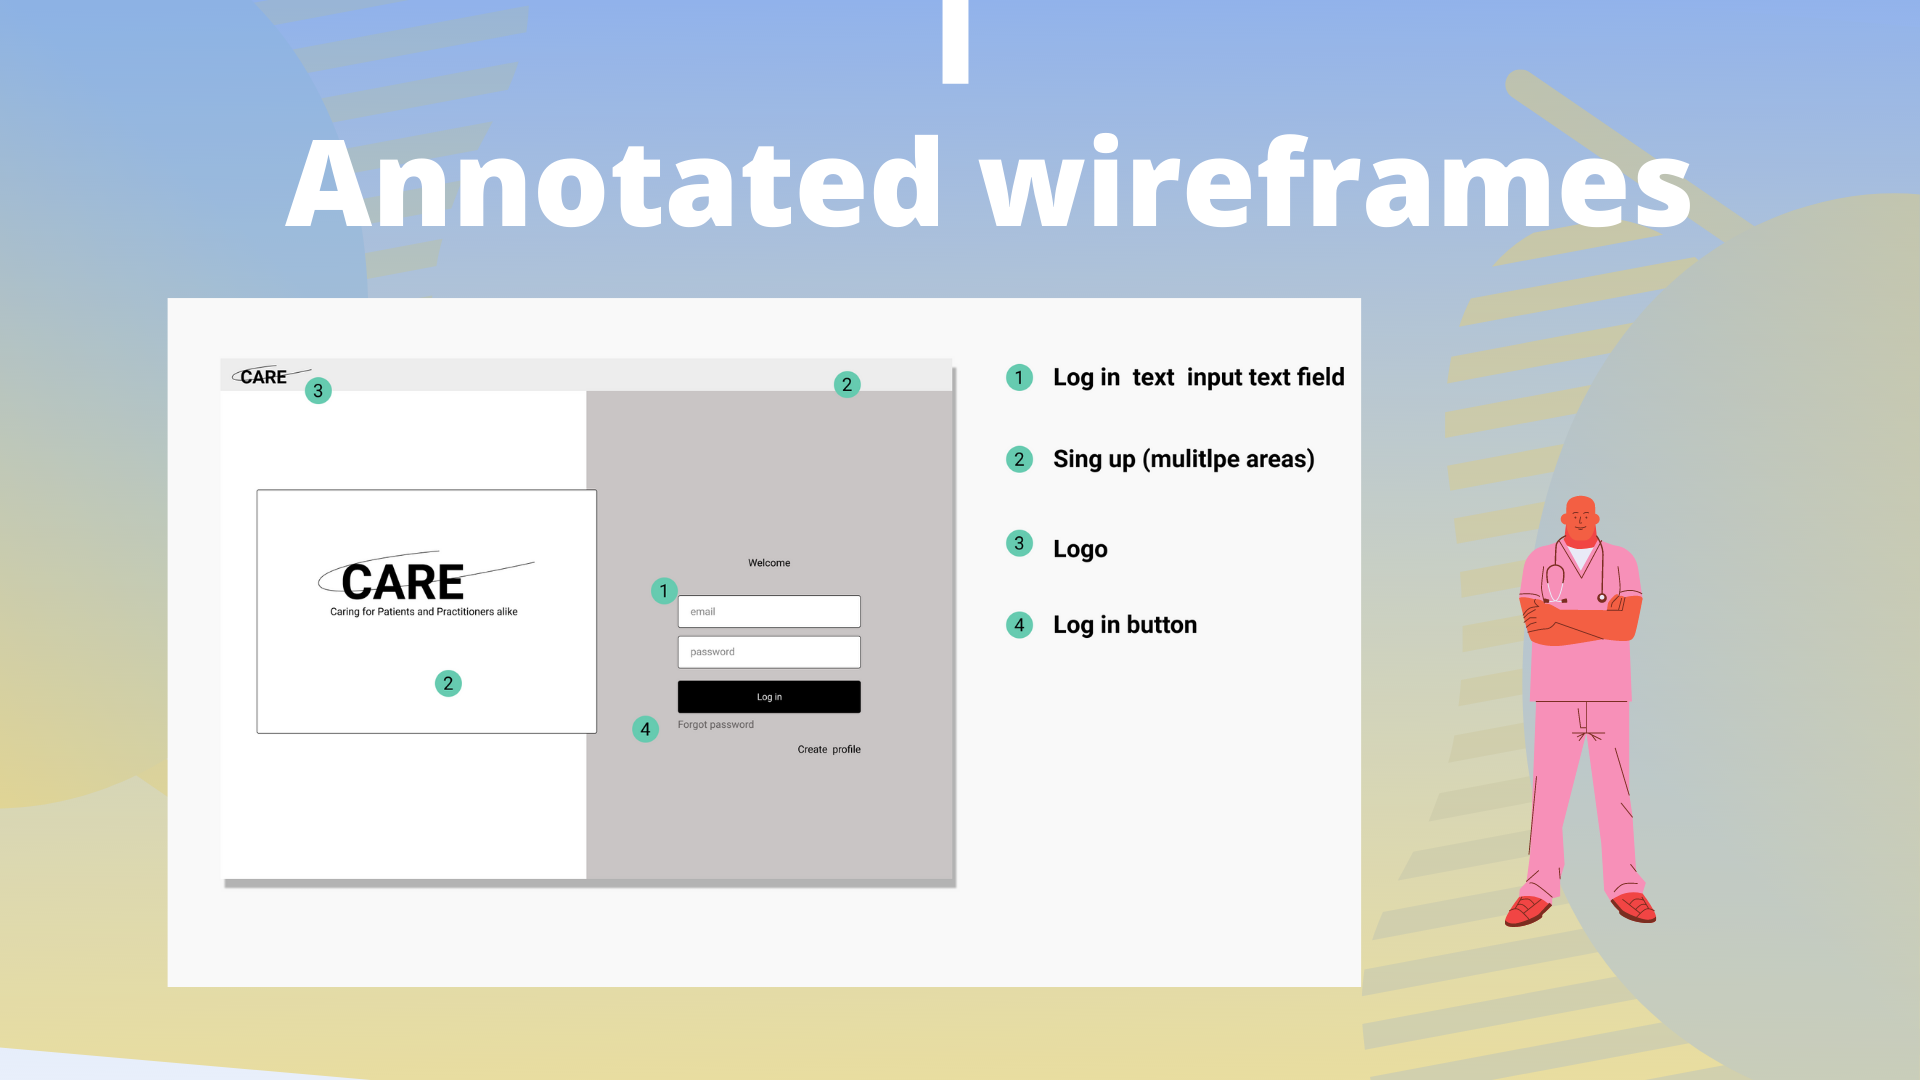 Annotated wireframes
CARE
3
2
CARE
Caring for Patients and Practitioners alike
2
Welcome
1
email
password
Log in
4
Forgot password
Create profile
1 Log in text input text field
2 Sing up (mulitlpe areas)
3 Logo
4 Log in button